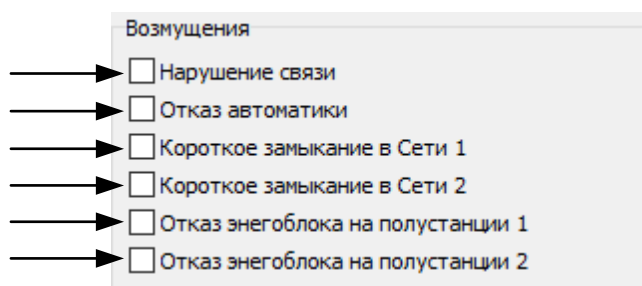 Возмущения
Нарушение связи
Отказ автоматики
Короткое замыкание в Сети 1
Короткое замыкание в Сети 2
Отказ энегоблока на полустанции 1
Отказ энегоблока на полустанции 2